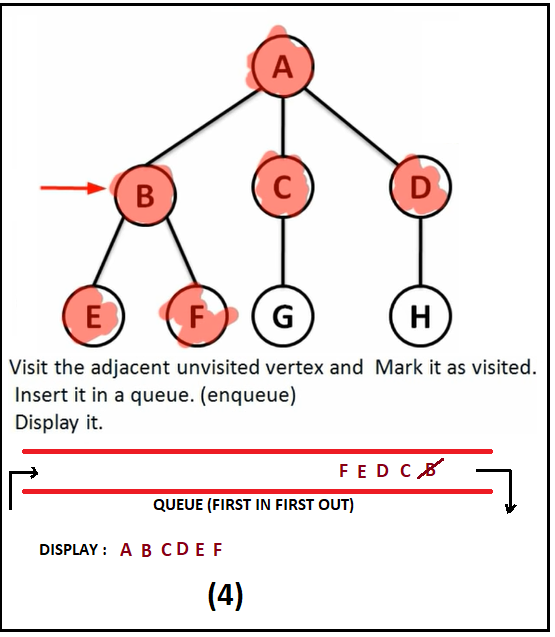 A
B C D
E F G H
Visit the adjacent unvisited vertex and Mark it as visited.
Insert it in a queue. (enqueue)
Display it.
F E D C B
QUEUE (FIRST IN FIRST OUT)
DISPLAY : A B C D E F
(4)